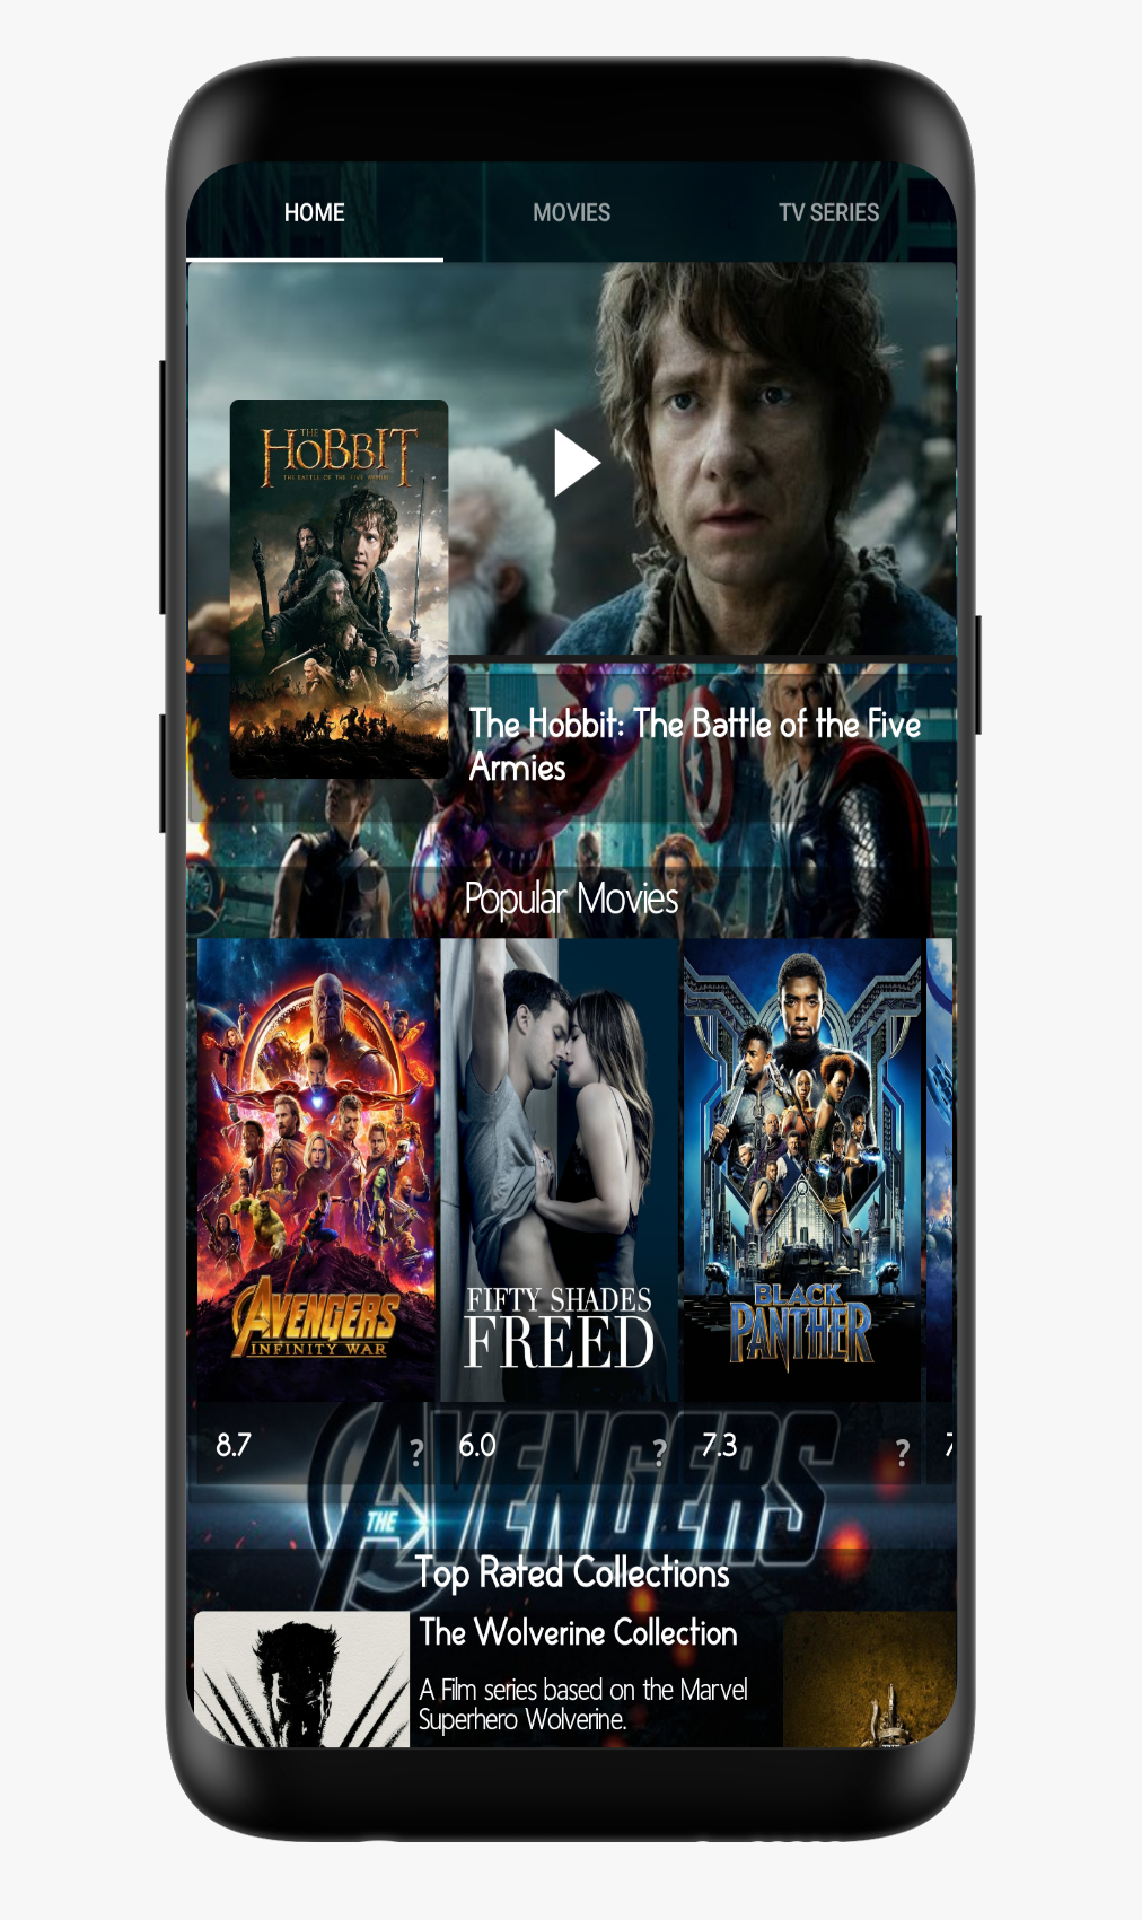 HOME
MOVIES
TV SERIES
THE
HOBBIT
THE BATTLE OF THE FIVE ARMIES
The Hobbit: The Battle of the Five
Armies
Popular Movies
AVENGERS
INFINITY WAR
FIFTY SHADES
FREED
BLACK
PANTHER
8.7
?
6.0
?
7.3
?
THE
AVENGERS
Top Rated Collections
The Wolverine Collection
A Film series based on the Marvel
Superhero Wolverine.